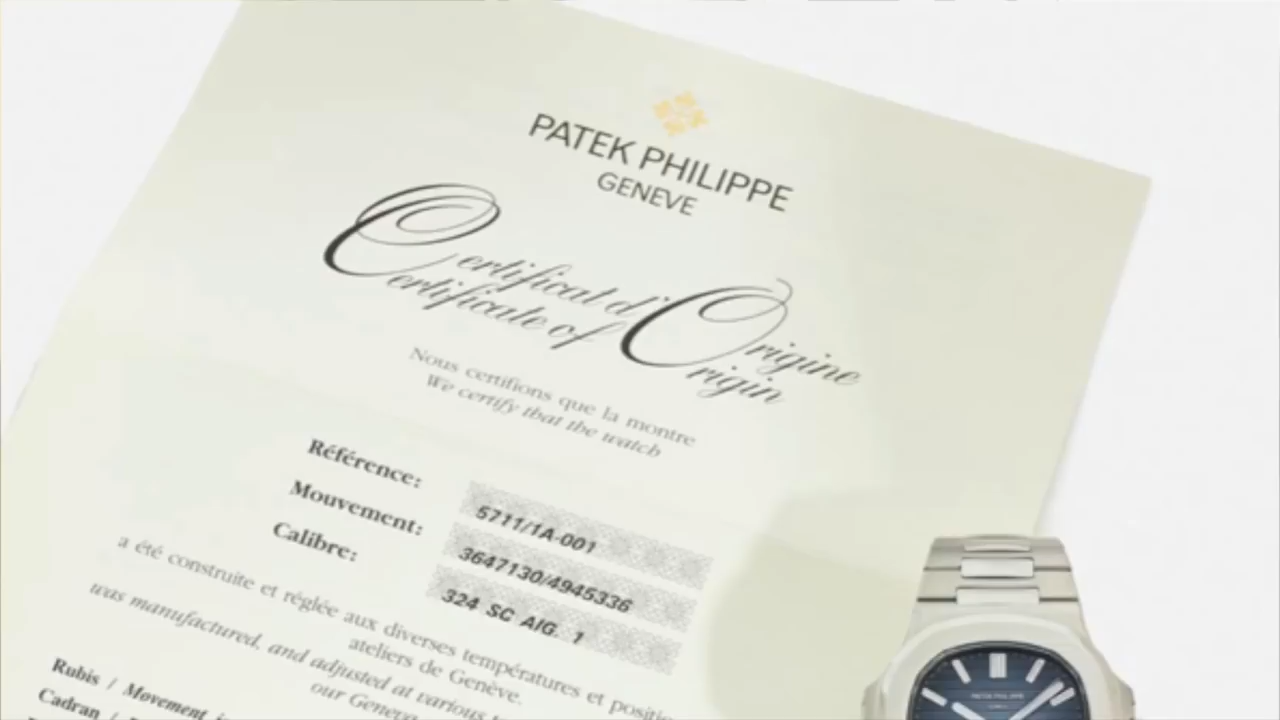 PATEK PHILIPPE
GENEVE
Certificat d'Origine
Certificate of Origin
Nous certifions que la montre
We certify that the watch
Référence: 5711/1A-001
Mouvement: 3647130/4945336
Calibre: 324 SC AIG. 1
a été construite et réglée aux diverses températures et
ateliers de Genève.
was manufactured, and adjusted at various
our Geneva
Rubis / Movement
Cadran /
PATEK PHILIPPE